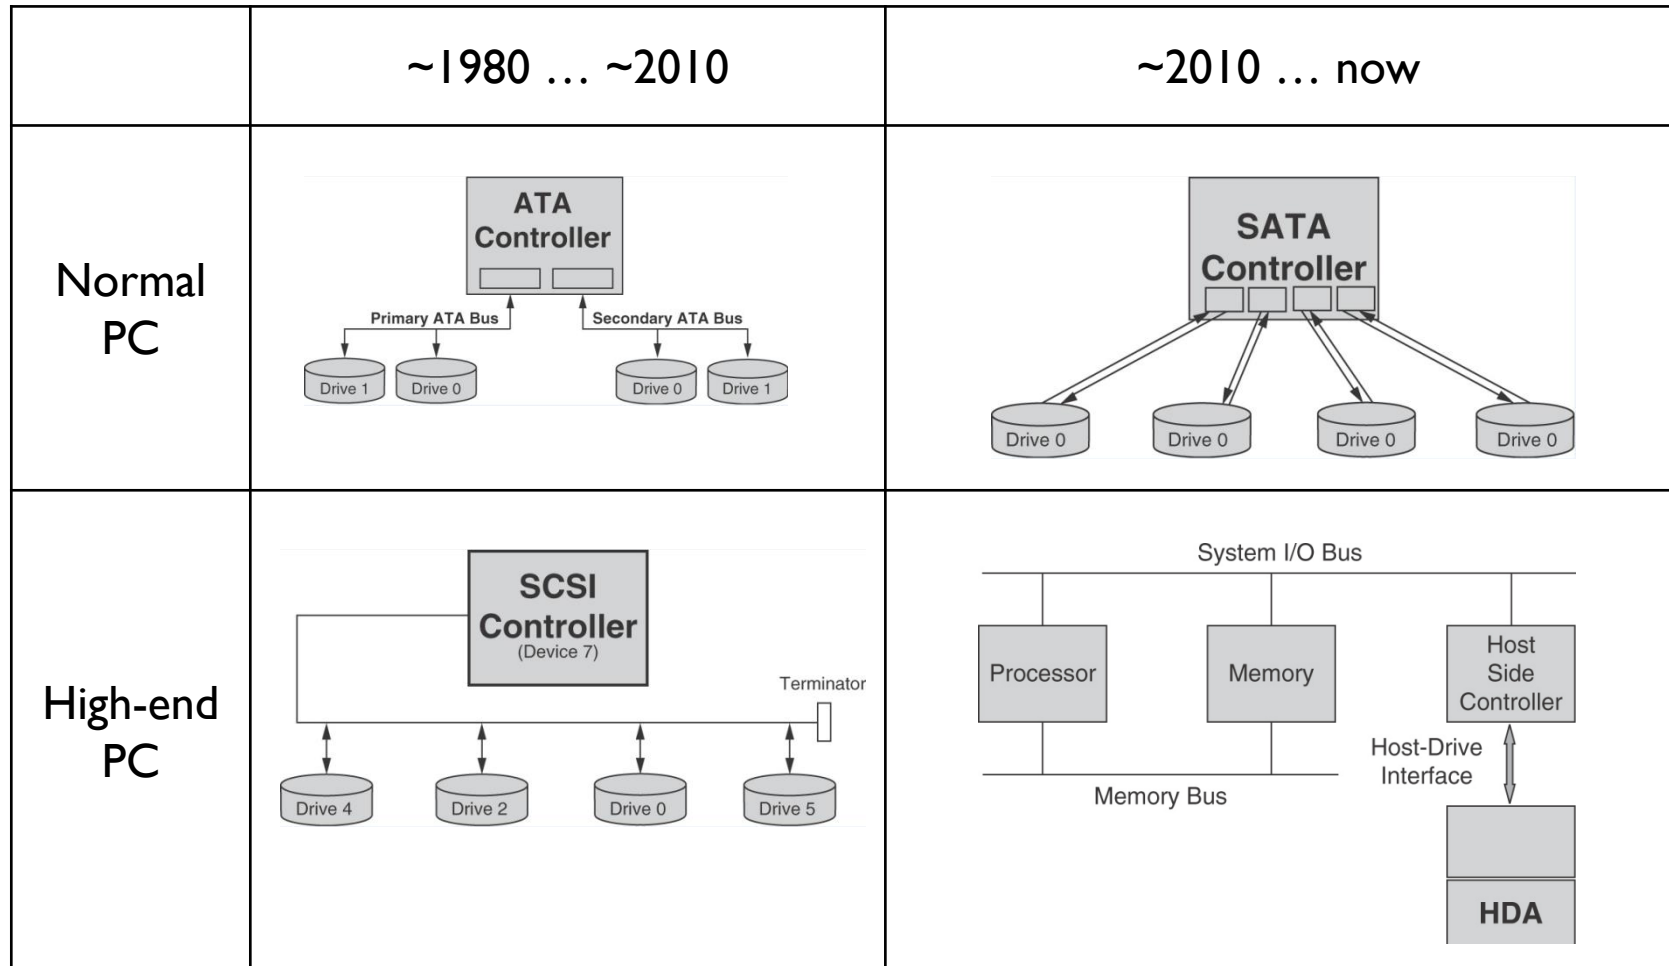 ~1980 … ~2010
~2010 … now
Normal
PC
ATA
Controller
Primary ATA Bus
Secondary ATA Bus
Drive 1
Drive 0
Drive 0
Drive 1
SATA
Controller
Drive 0
Drive 0
Drive 0
Drive 0
High-end
PC
SCSI
Controller
(Device 7)
Terminator
Drive 4
Drive 2
Drive 0
Drive 5
System I/O Bus
Processor
Memory
Host
Side
Controller
Host-Drive
Interface
Memory Bus
HDA